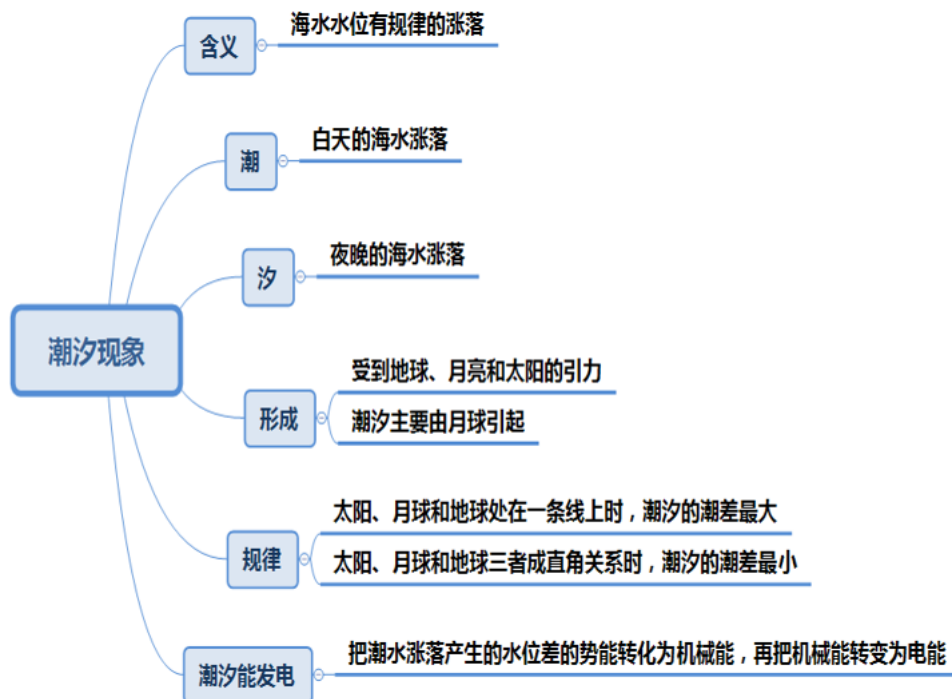 含义
海水水位有规律的涨落
潮
白天的海水涨落
汐
夜晚的海水涨落
潮汐现象
形成
受到地球、月亮和太阳的引力
潮汐主要由月球引起
规律
太阳、月球和地球处在一条线上时，潮汐的潮差最大
太阳、月球和地球三者成直角关系时，潮汐的潮差最小
潮汐能发电
把潮水涨落产生的水位差的势能转化为机械能，再把机械能转变为电能